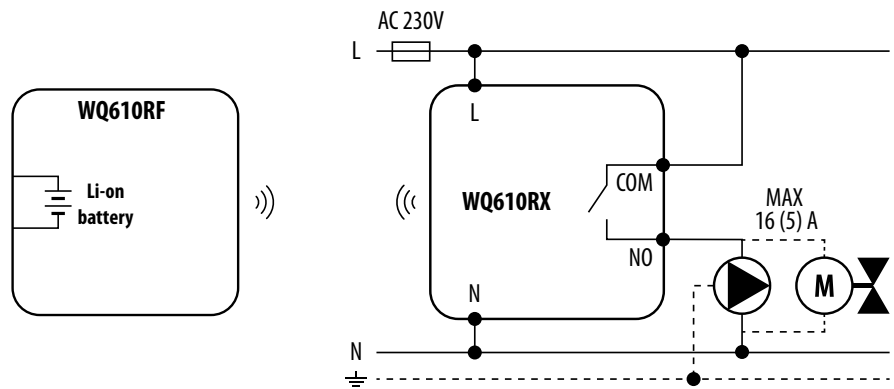 AC 230V
L
WQ610RF
Li-on
battery
L
WQ610RX
COM
NO
N
MAX
16 (5) A
M
N